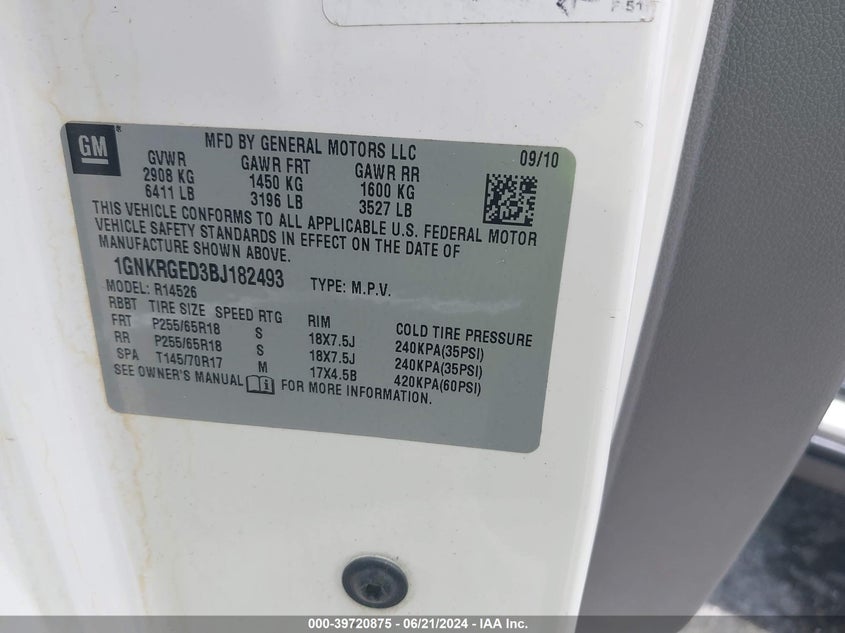 F 51
GM
MFD BY GENERAL MOTORS LLC 09/10
GVWR GAWR FRT GAWR RR
2908 KG 1450 KG 1600 KG
6411 LB 3196 LB 3527 LB
THIS VEHICLE CONFORMS TO ALL APPLICABLE U.S. FEDERAL MOTOR
VEHICLE SAFETY STANDARDS IN EFFECT ON THE DATE OF
MANUFACTURE SHOWN ABOVE.
1GNKRGED3BJ182493 TYPE: M.P.V.
MODEL: R14526
RBBT TIRE SIZE SPEED RTG RIM COLD TIRE PRESSURE
FRT P255/65R18 S 18X7.5J 240KPA(35PSI)
RR P255/65R18 S 18X7.5J 240KPA(35PSI)
SPA T145/70R17 M 17X4.5B 420KPA(60PSI)
SEE OWNER'S MANUAL FOR MORE INFORMATION.
000-39720875 - 06/21/2024 - IAA Inc.